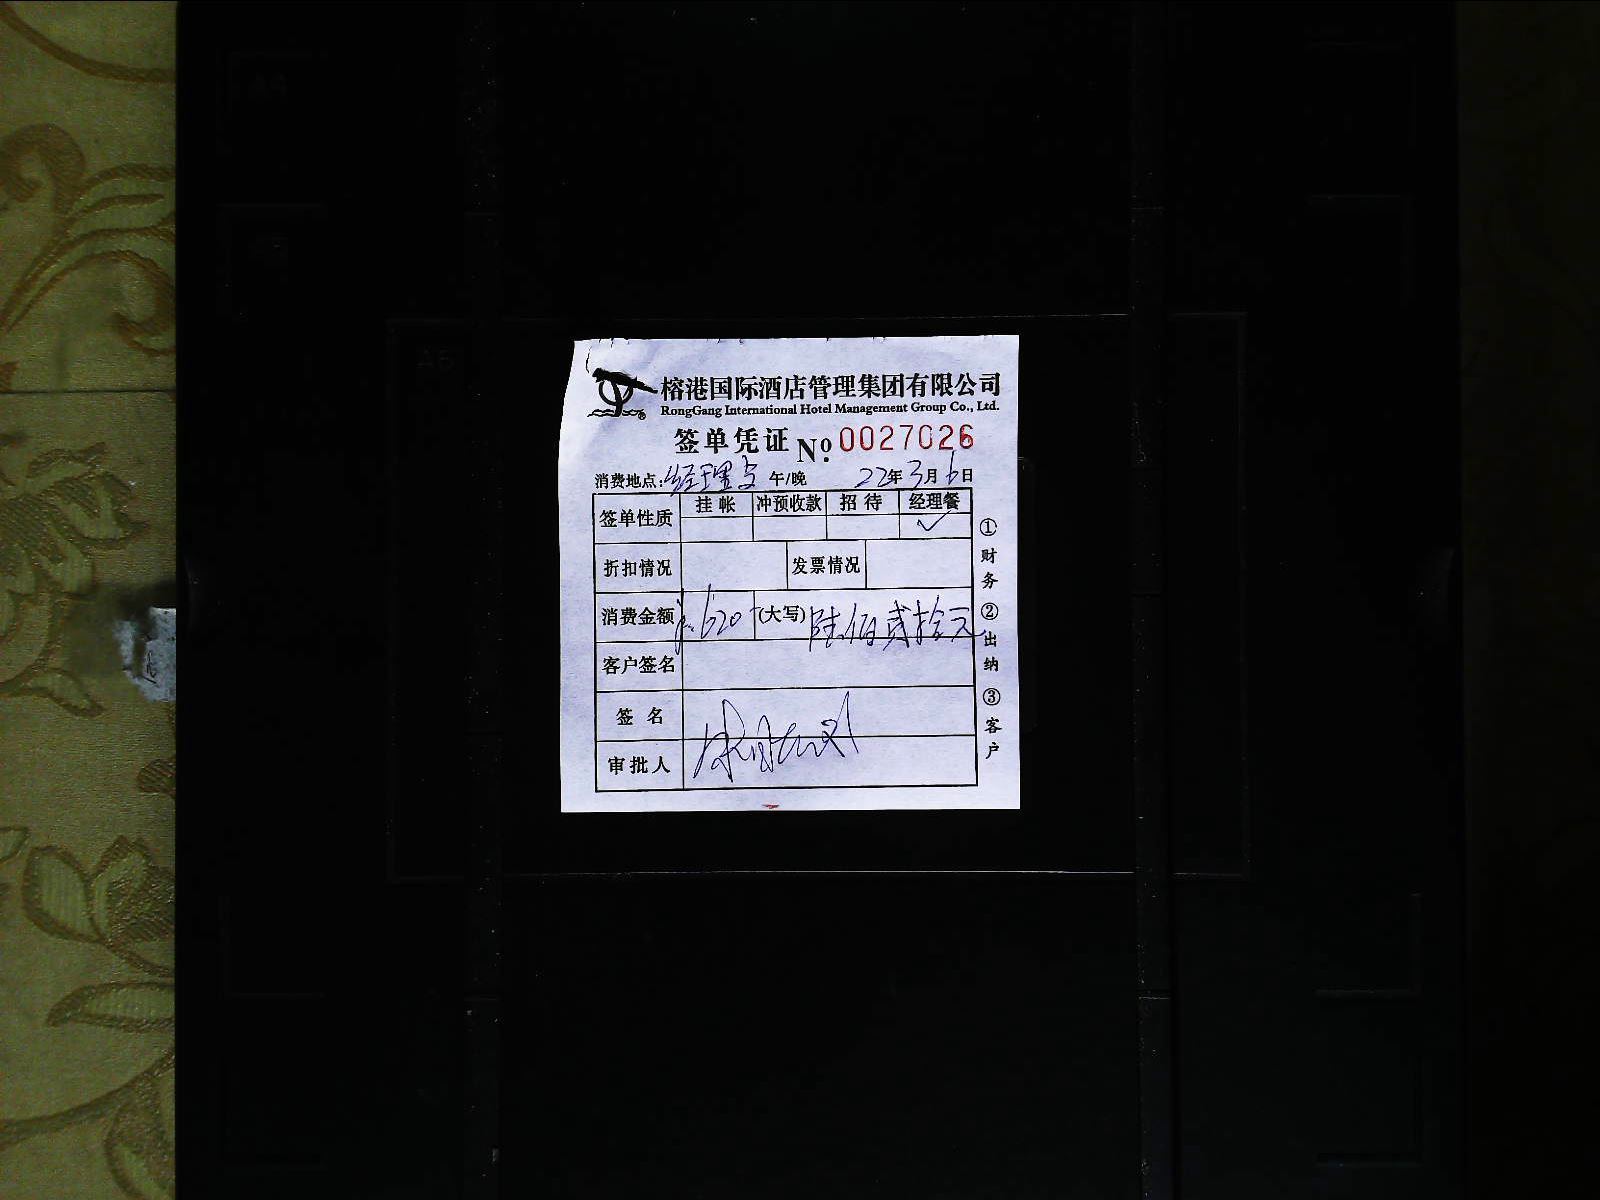 榕港国际酒店管理集团有限公司
RongGang International Hotel Management Group Co., Ltd.
签单凭证 №: 0027026
消费地点: 经理 午/晚 22年3月6日
签单性质 挂帐 冲预收款 招待 经理餐
✓
折扣情况 发票情况
消费金额 ¥:620 (大写) 陆佰贰拾元
客户签名
签名
审批人
①财务②出纳③客户
A5